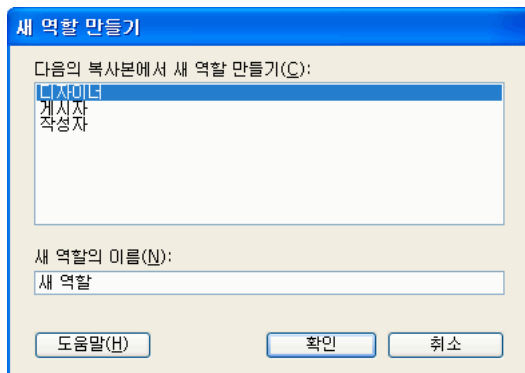 새 역할 만들기
다음의 복사본에서 새 역할 만들기(C):
디자이너
게시자
작성자
새 역할의 이름(N):
새 역할
도움말(H) 확인 취소